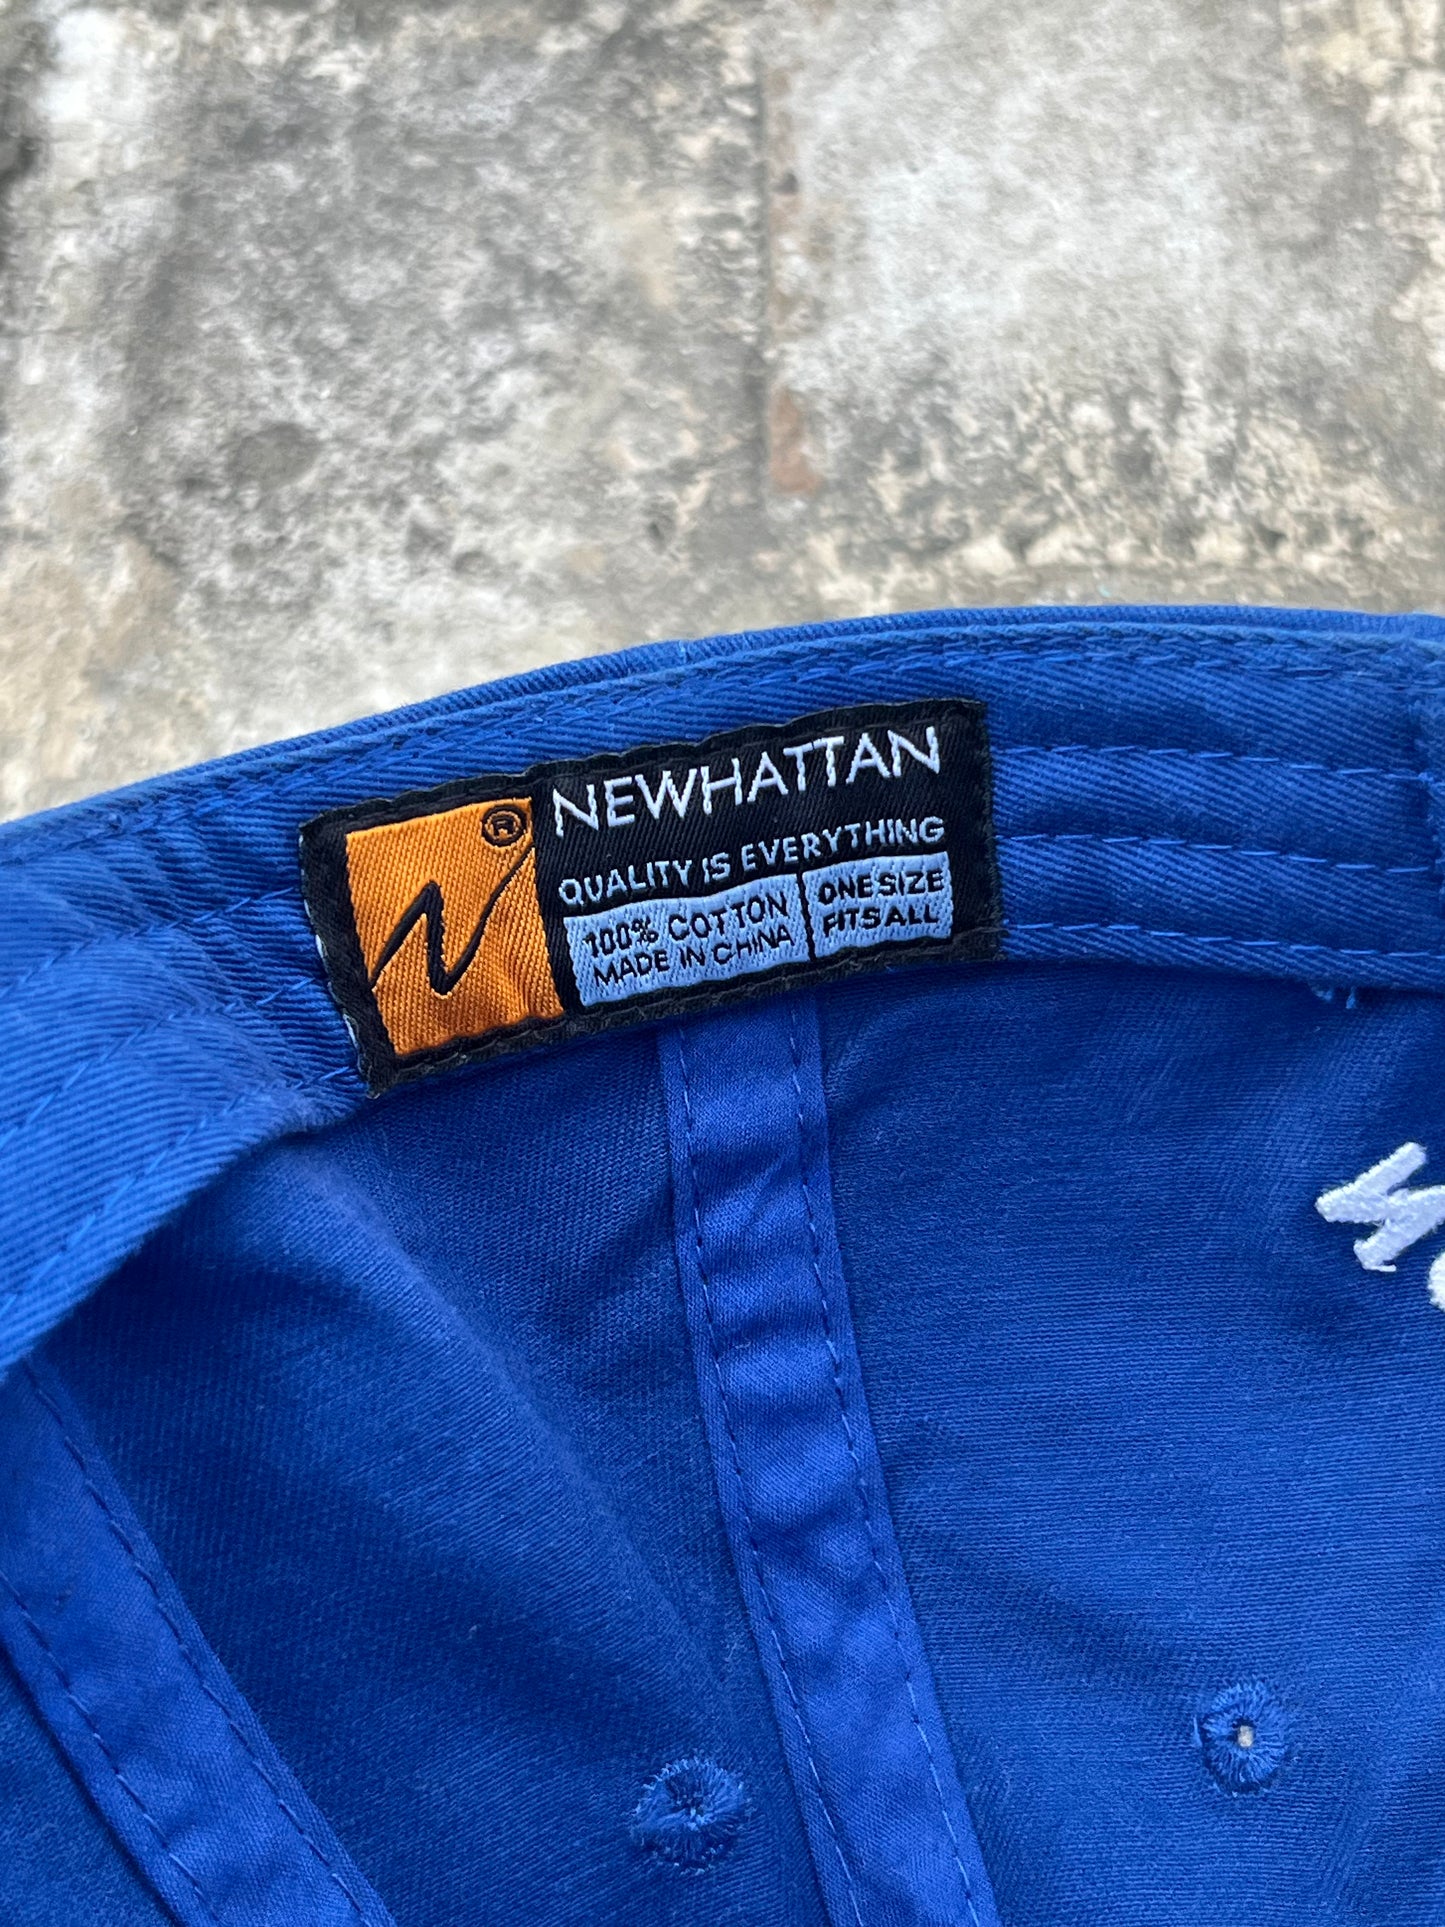 NEWHATTAN
®
QUALITY IS EVERYTHING
100% COTTON
MADE IN CHINA
ONE SIZE
FITS ALL